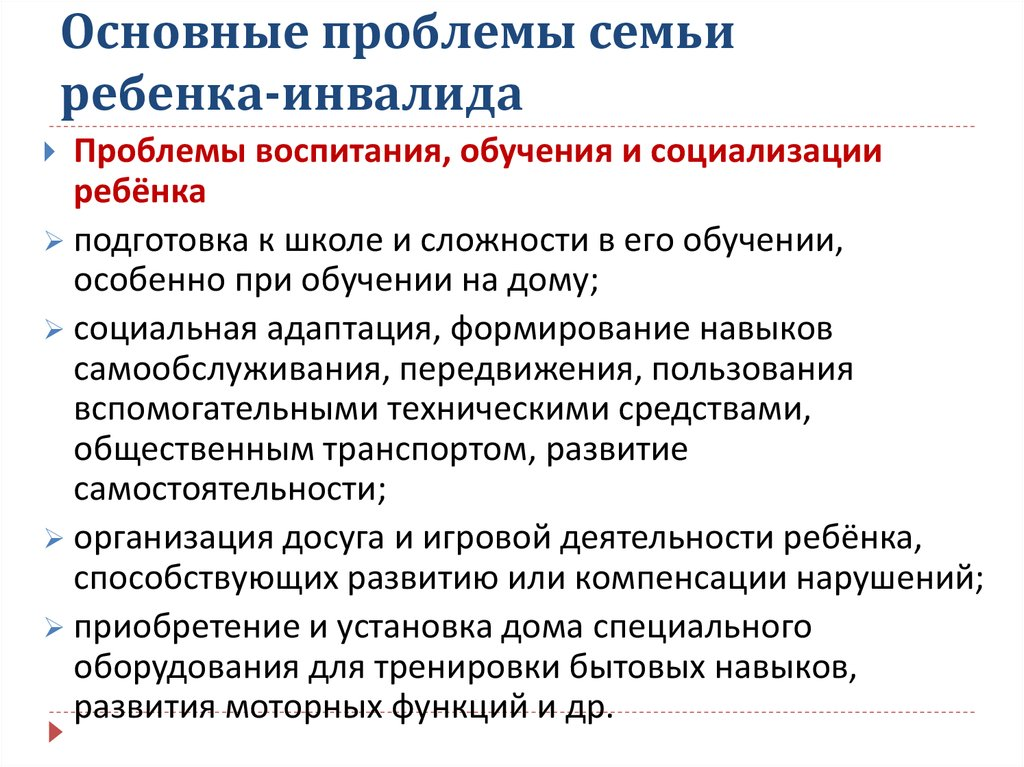 Основные проблемы семьи
ребенка-инвалида
Проблемы воспитания, обучения и социализации
ребёнка
подготовка к школе и сложности в его обучении,
особенно при обучении на дому;
социальная адаптация, формирование навыков
самообслуживания, передвижения, пользования
вспомогательными техническими средствами,
общественным транспортом, развитие
самостоятельности;
организация досуга и игровой деятельности ребёнка,
способствующих развитию или компенсации нарушений;
приобретение и установка дома специального
оборудования для тренировки бытовых навыков,
развития моторных функций и др.